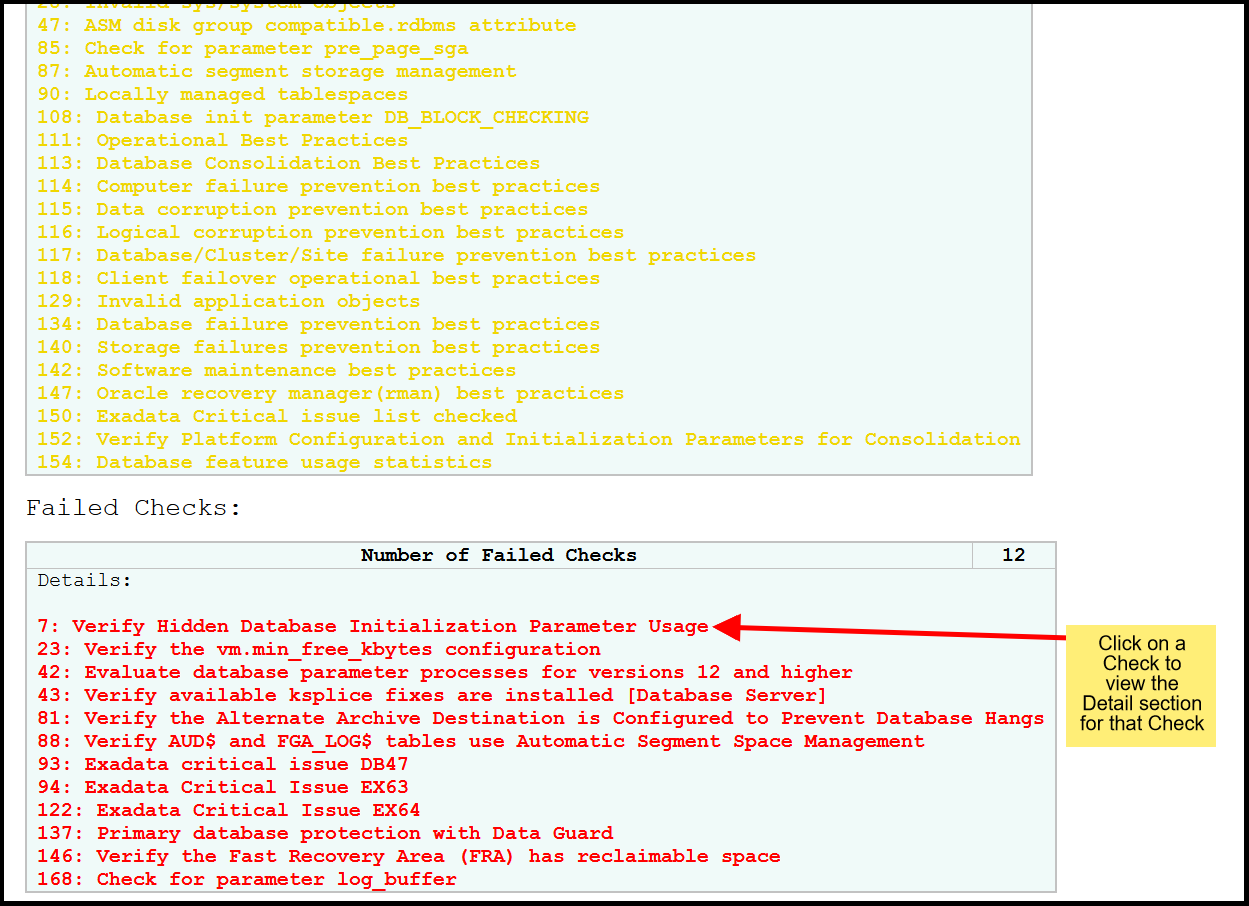 28: Invalid sys/system objects
47: ASM disk group compatible.rdbms attribute
85: Check for parameter pre_page_sga
87: Automatic segment storage management
90: Locally managed tablespaces
108: Database init parameter DB_BLOCK_CHECKING
111: Operational Best Practices
113: Database Consolidation Best Practices
114: Computer failure prevention best practices
115: Data corruption prevention best practices
116: Logical corruption prevention best practices
117: Database/Cluster/Site failure prevention best practices
118: Client failover operational best practices
129: Invalid application objects
134: Database failure prevention best practices
140: Storage failures prevention best practices
142: Software maintenance best practices
147: Oracle recovery manager(rman) best practices
150: Exadata Critical issue list checked
152: Verify Platform Configuration and Initialization Parameters for Consolidation
154: Database feature usage statistics
Failed Checks:
Number of Failed Checks 12
Details:
7: Verify Hidden Database Initialization Parameter Usage
23: Verify the vm.min_free_kbytes configuration
42: Evaluate database parameter processes for versions 12 and higher
43: Verify available ksplice fixes are installed [Database Server]
81: Verify the Alternate Archive Destination is Configured to Prevent Database Hangs
88: Verify AUD$ and FGA_LOG$ tables use Automatic Segment Space Management
93: Exadata critical issue DB47
94: Exadata Critical Issue EX63
122: Exadata Critical Issue EX64
137: Primary database protection with Data Guard
146: Verify the Fast Recovery Area (FRA) has reclaimable space
168: Check for parameter log_buffer
Click on a
Check to
view the
Detail section
for that Check